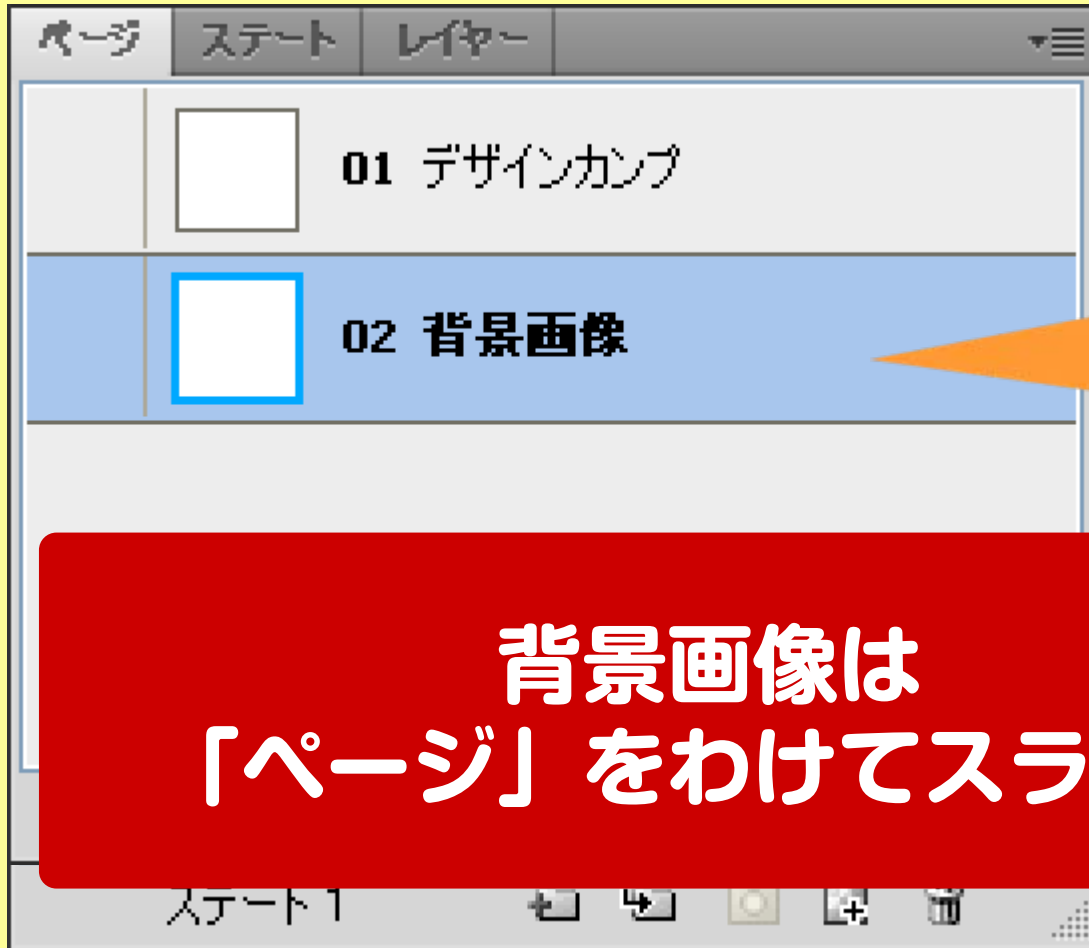 ページ ステート レイヤー
01 デザインカンプ
02 背景画像
背景画像は
「ページ」をわけてスラ
ステート 1